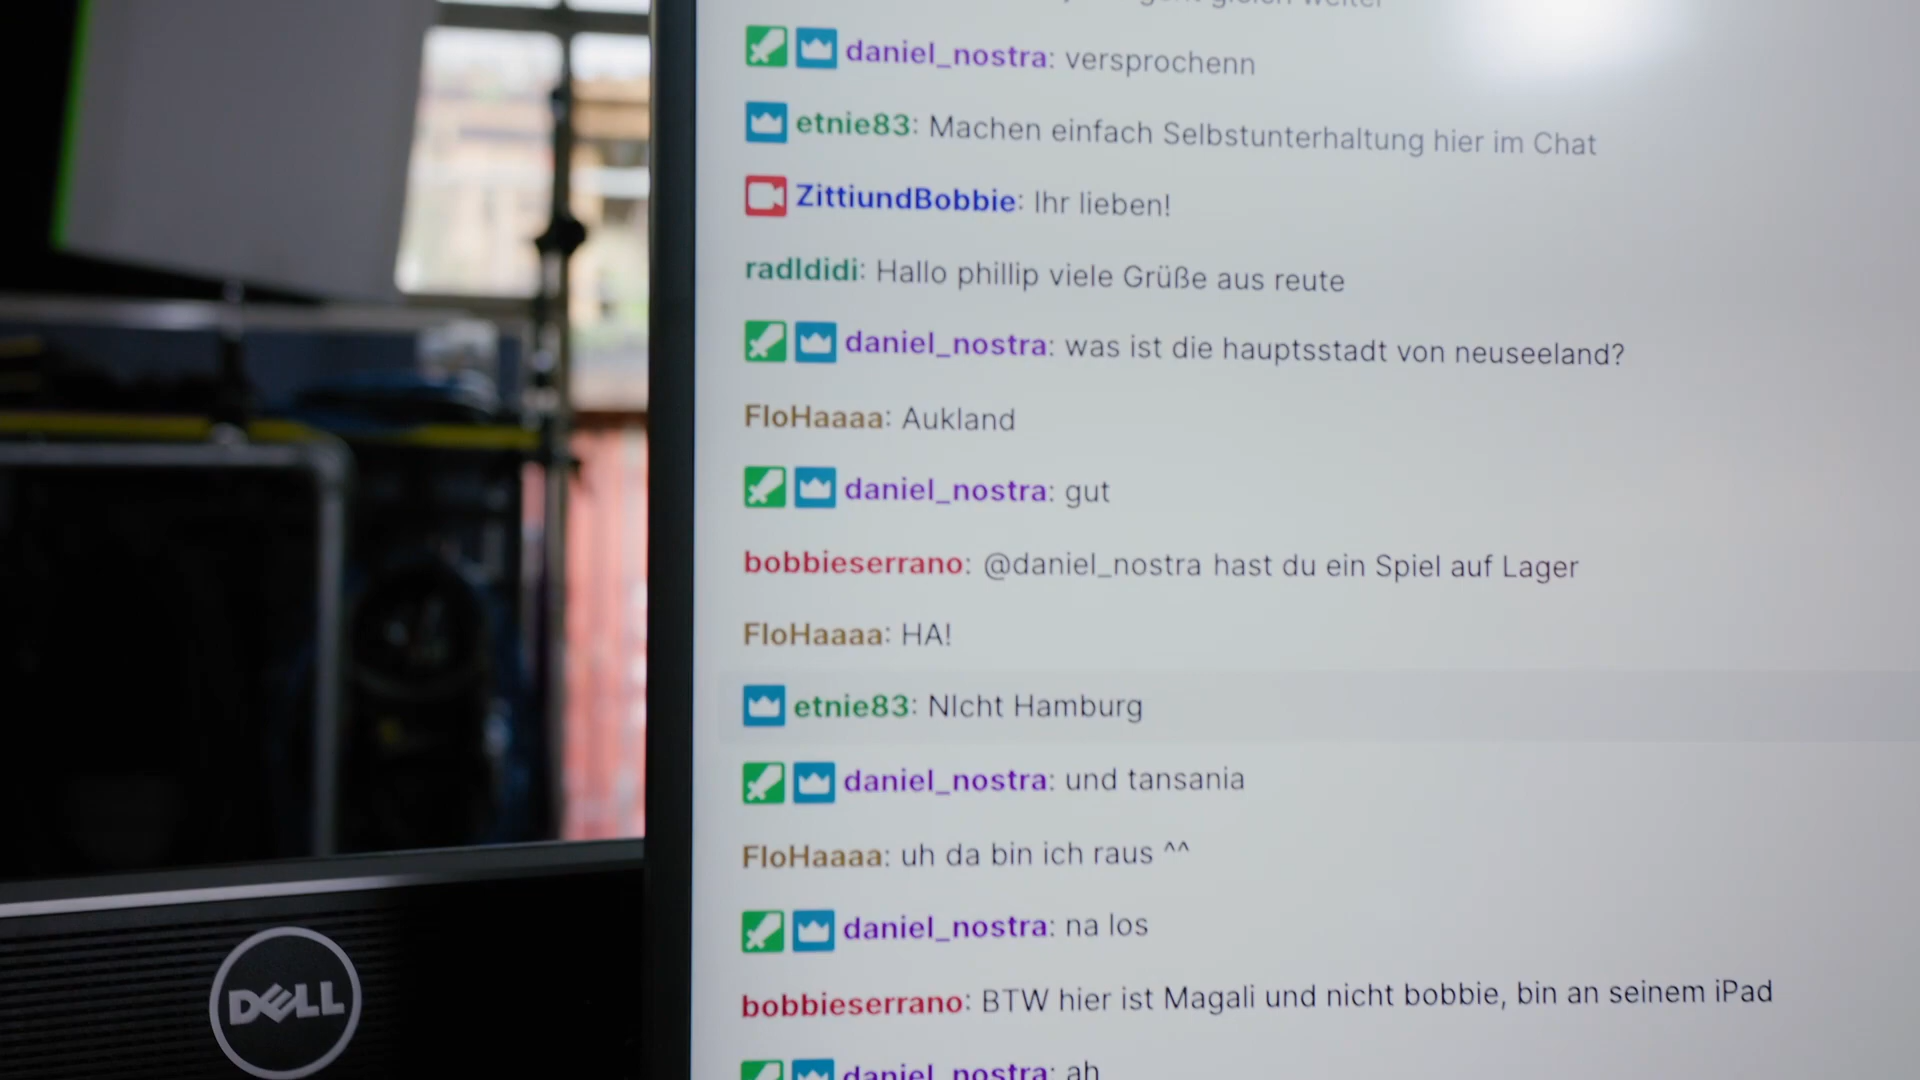 daniel_nostra: versprochenn
etnie83: Machen einfach Selbstunterhaltung hier im Chat
ZittiundBobbie: Ihr lieben!
radldidi: Hallo phillip viele Grüße aus reute
daniel_nostra: was ist die hauptsstadt von neuseeland?
FloHaaaa: Aukland
daniel_nostra: gut
bobbieserrano: @daniel_nostra hast du ein Spiel auf Lager
FloHaaaa: HA!
etnie83: NIcht Hamburg
daniel_nostra: und tansania
FloHaaaa: uh da bin ich raus ^^
daniel_nostra: na los
bobbieserrano: BTW hier ist Magali und nicht bobbie, bin an seinem iPad
daniel_nostra: ah
DELL